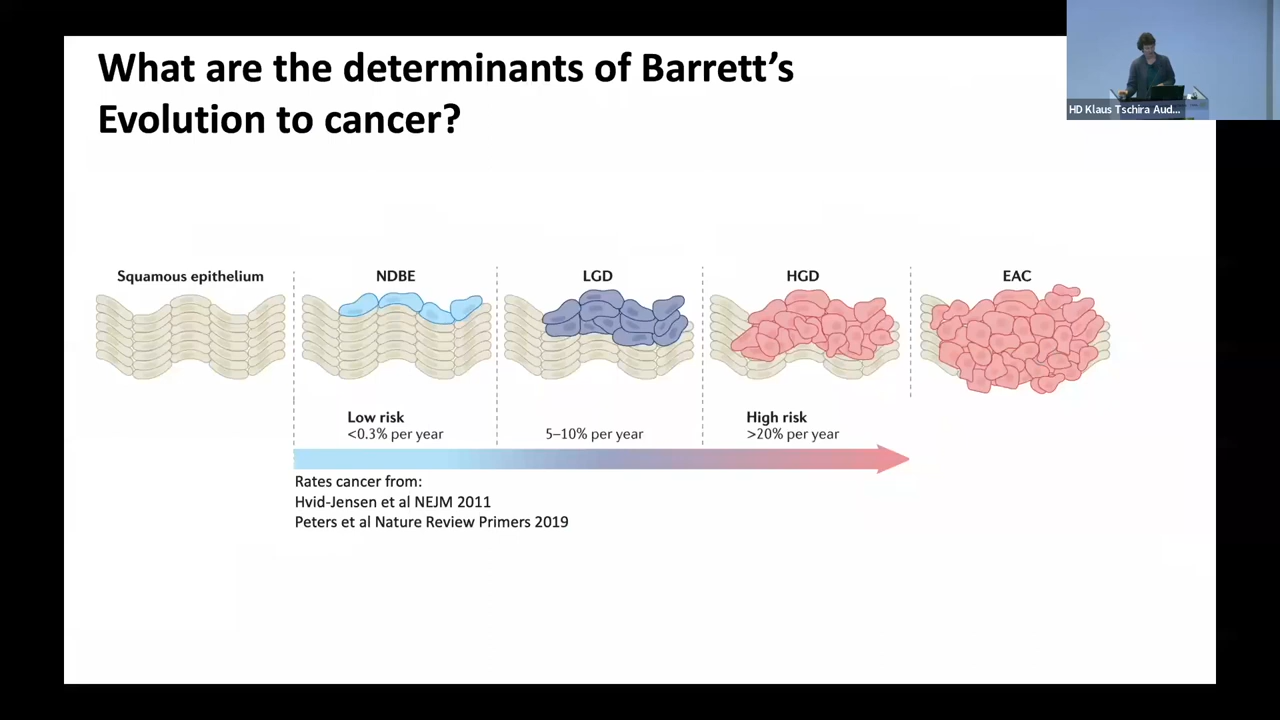 What are the determinants of Barrett's
Evolution to cancer?
HD Klaus Tschira Aud...
Squamous epithelium
NDBE
LGD
HGD
EAC
Low risk
<0.3% per year
5–10% per year
High risk
>20% per year
Rates cancer from:
Hvid-Jensen et al NEJM 2011
Peters et al Nature Review Primers 2019